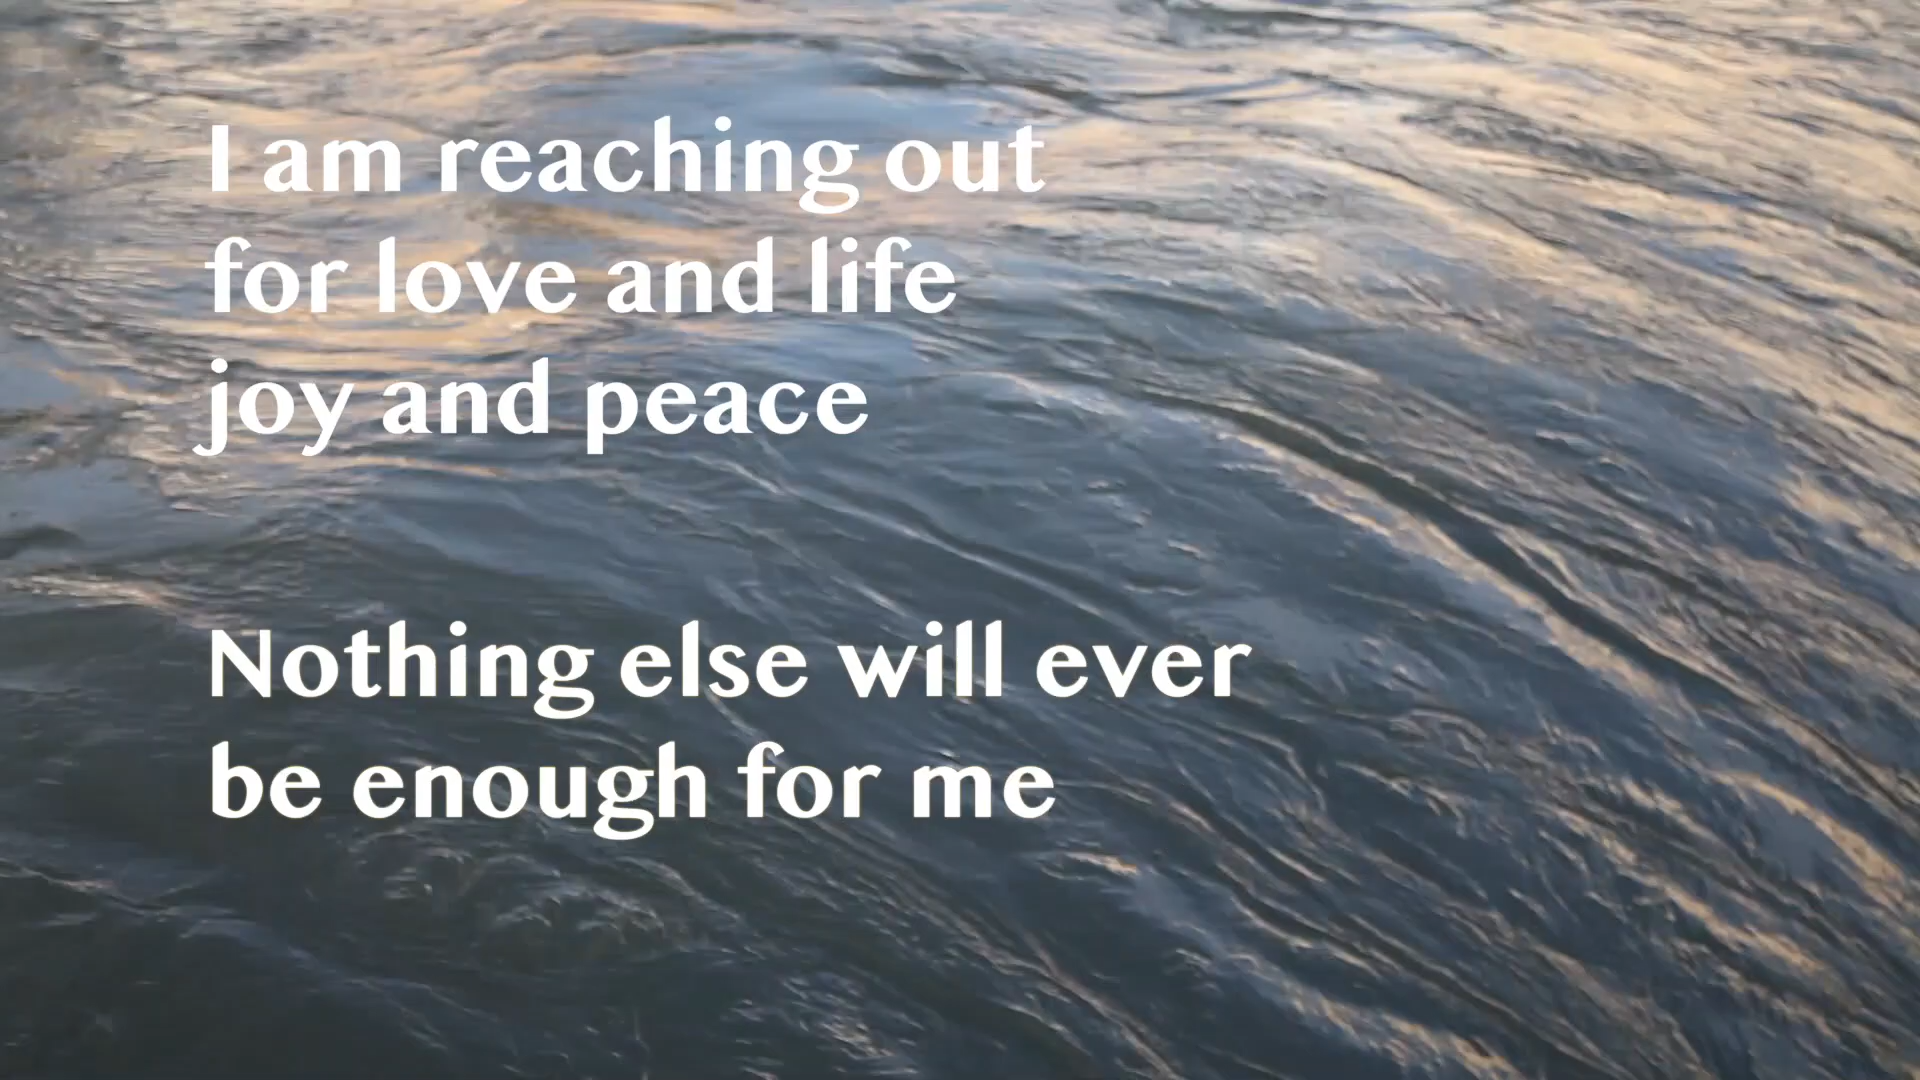 I am reaching out
for love and life
joy and peace
Nothing else will ever
be enough for me